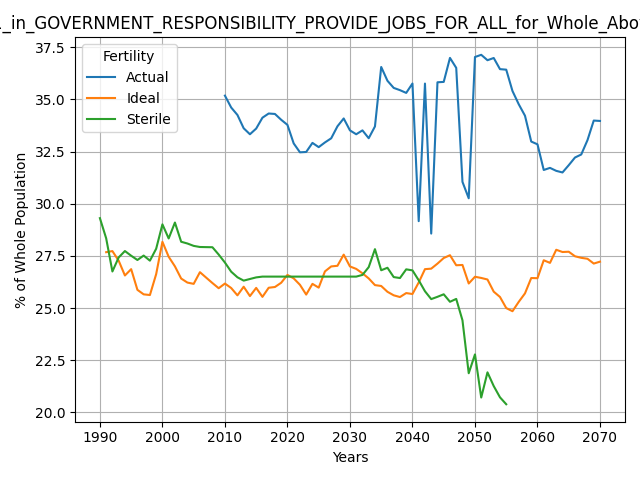 _in_GOVERNMENT_RESPONSIBILITY_PROVIDE_JOBS_FOR_ALL_for_Whole_Abo
Fertility
Actual
Ideal
Sterile
37.5
35.0
32.5
30.0
27.5
25.0
22.5
20.0
% of Whole Population
1990 2000 2010 2020 2030 2040 2050 2060 2070
Years